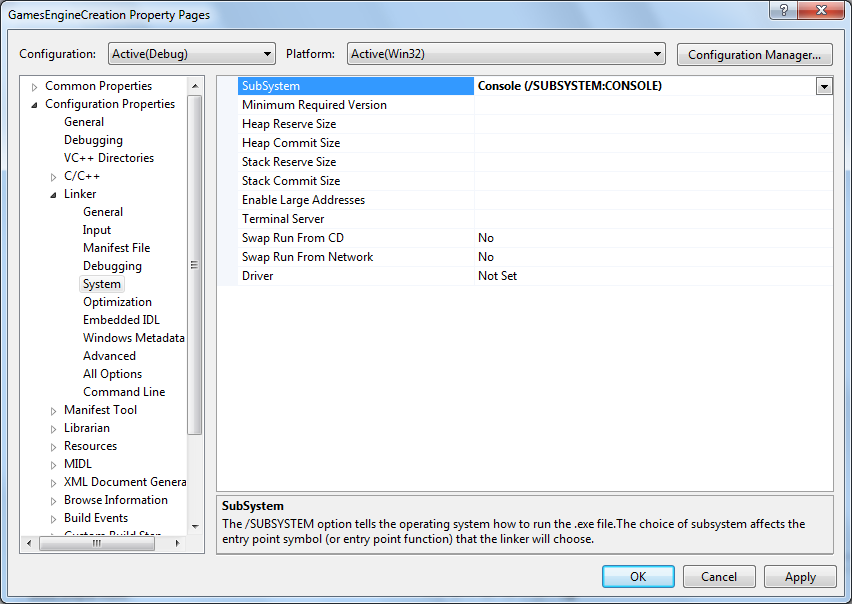 GamesEngineCreation Property Pages
Configuration: Active(Debug) Platform: Active(Win32) Configuration Manager...
Common Properties
Configuration Properties
General
Debugging
VC++ Directories
C/C++
Linker
General
Input
Manifest File
Debugging
System
Optimization
Embedded IDL
Windows Metadata
Advanced
All Options
Command Line
Manifest Tool
Librarian
Resources
MIDL
XML Document Genera
Browse Information
Build Events
Custom Build Step
SubSystem Console (/SUBSYSTEM:CONSOLE)
Minimum Required Version
Heap Reserve Size
Heap Commit Size
Stack Reserve Size
Stack Commit Size
Enable Large Addresses
Terminal Server
Swap Run From CD No
Swap Run From Network No
Driver Not Set
SubSystem
The /SUBSYSTEM option tells the operating system how to run the .exe file.The choice of subsystem affects the
entry point symbol (or entry point function) that the linker will choose.
OK Cancel Apply